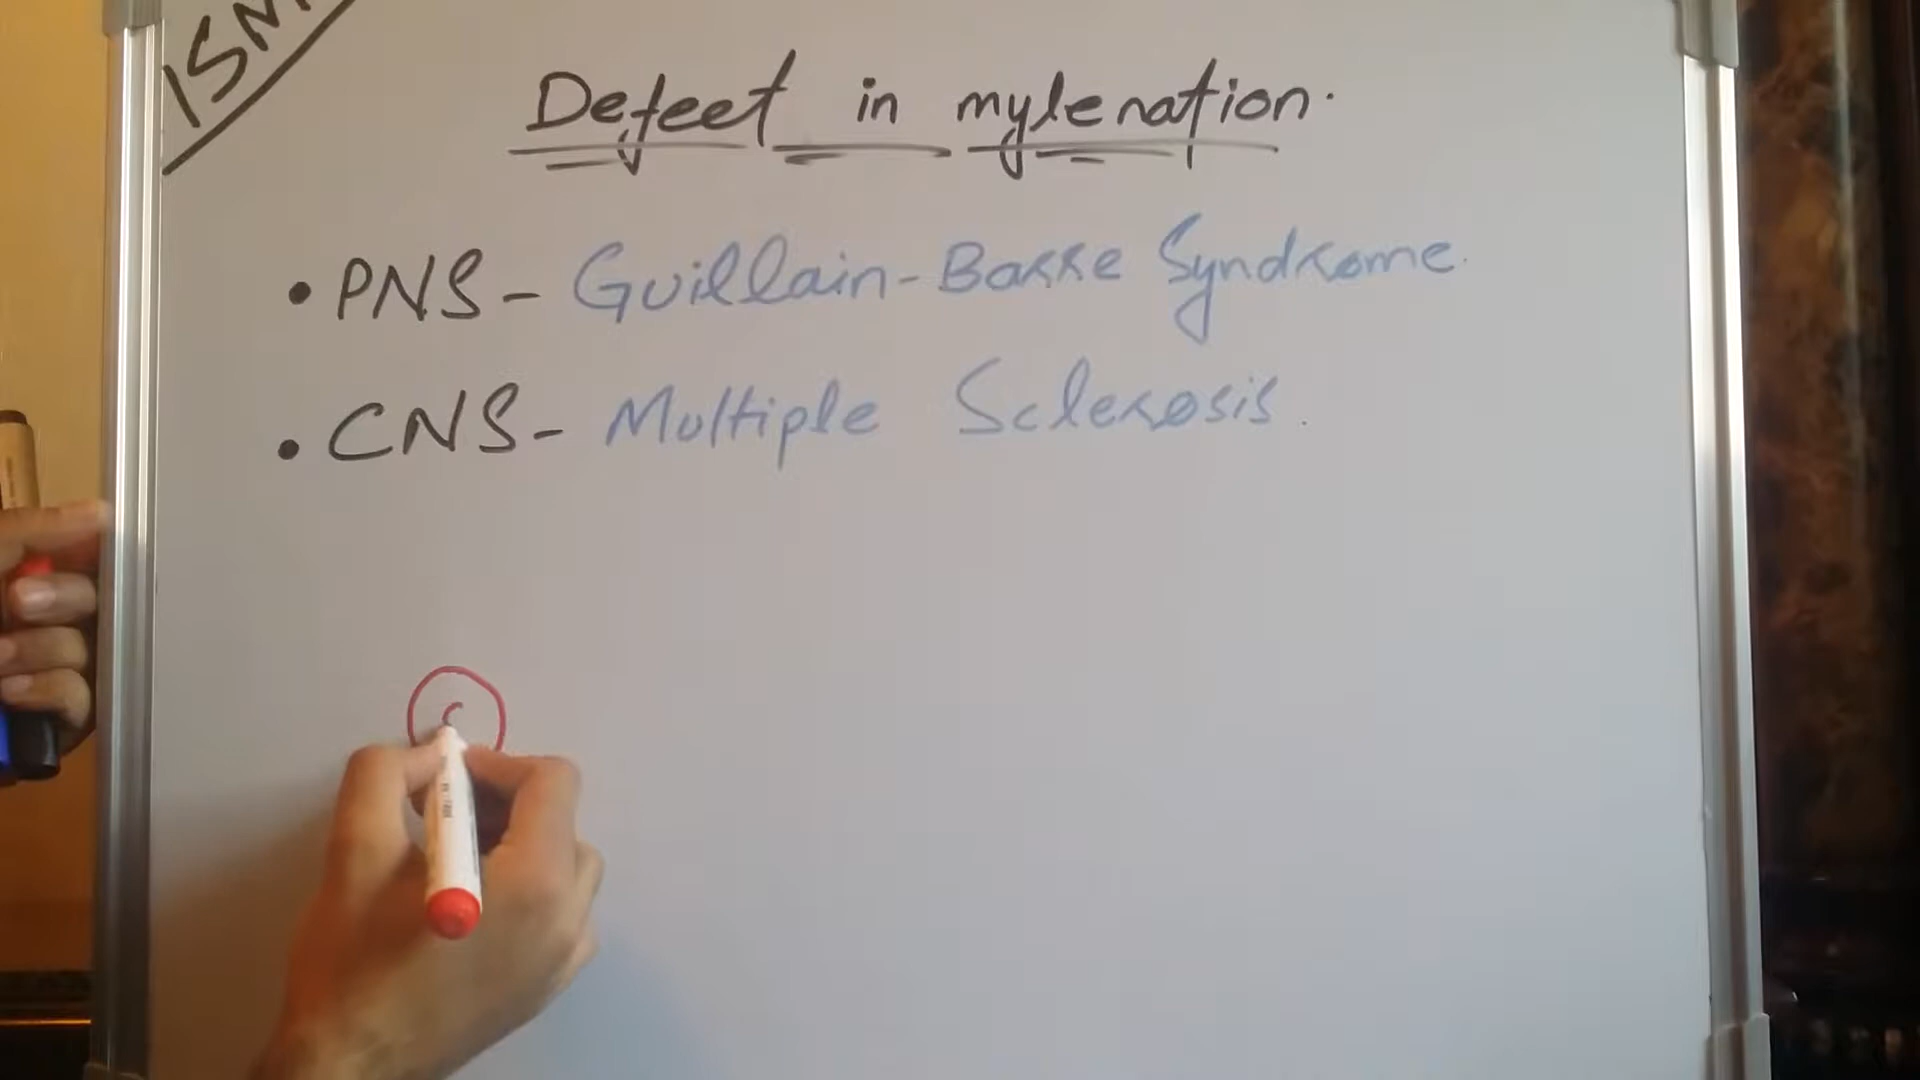 Defect in mylenation.
• PNS - Guillain-Barre Syndrome.
• CNS - Multiple Sclerosis.